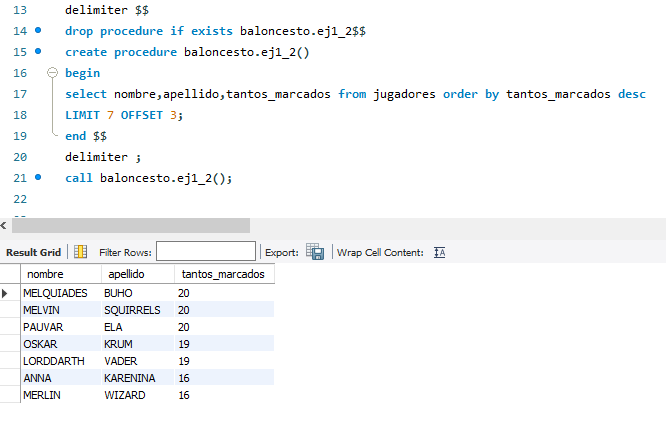 13 delimiter $$
14 drop procedure if exists baloncesto.ej1_2$$
15 create procedure baloncesto.ej1_2()
16 begin
17 select nombre,apellido,tantos_marcados from jugadores order by tantos_marcados desc
18 LIMIT 7 OFFSET 3;
19 end $$
20 delimiter ;
21 call baloncesto.ej1_2();
22
Result Grid Filter Rows: Export: Wrap Cell Content:
nombre apellido tantos_marcados
MELQUIADES BUHO 20
MELVIN SQUIRRELS 20
PAUVAR ELA 20
OSKAR KRUM 19
LORDDARTH VADER 19
ANNA KARENINA 16
MERLIN WIZARD 16